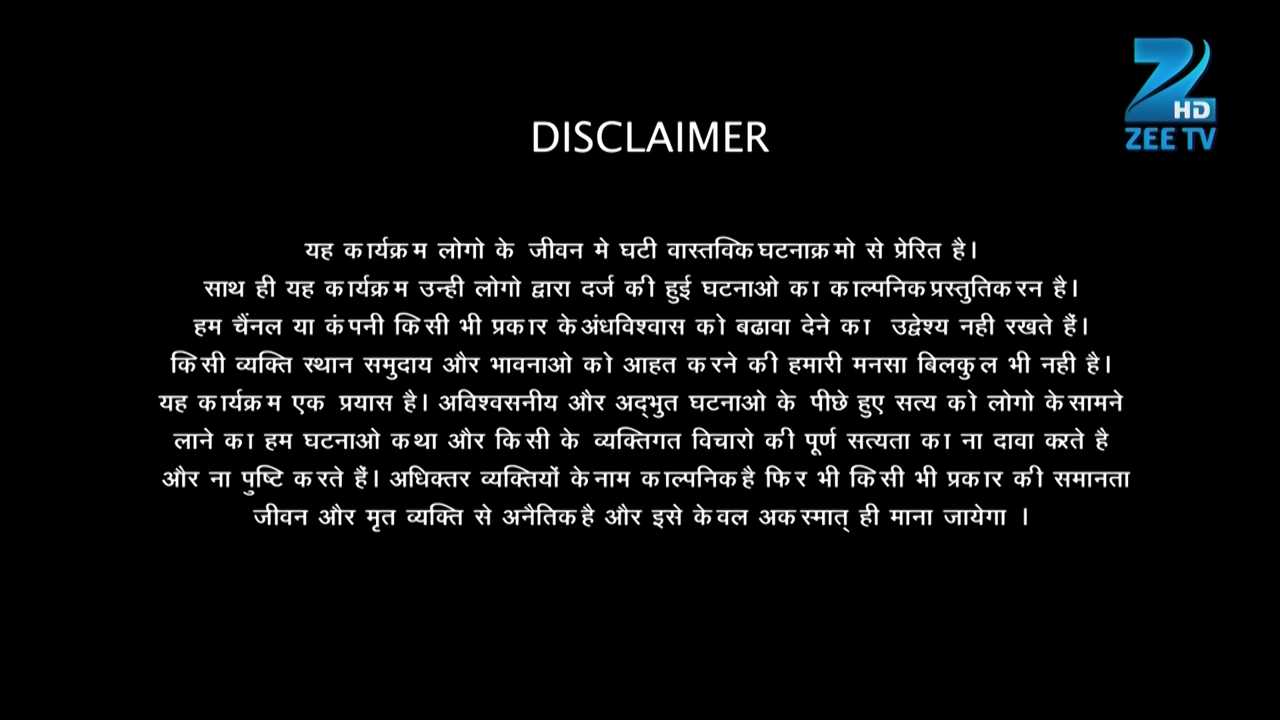 HD
ZEE TV
DISCLAIMER
यह कार्यक्रम लोगो के जीवन मे घटी वास्तविक घटनाक्रमो से प्रेरित है।
साथ ही यह कार्यक्रम उन्ही लोगो द्वारा दर्ज की हुई घटनाओ का काल्पनिक प्रस्तुतिकरन है।
हम चैंनल या कंपनी किसी भी प्रकार के अंधविश्वास को बढावा देने का उद्वेश्य नही रखते हैं।
किसी व्यक्ति स्थान समुदाय और भावनाओ को आहत करने की हमारी मनसा बिलकुल भी नही है।
यह कार्यक्रम एक प्रयास है। अविश्वसनीय और अद्‌भुत घटनाओ के पीछे हुए सत्य को लोगो के सामने
लाने का हम घटनाओ कथा और किसी के व्यक्तिगत विचारो की पूर्ण सत्यता का ना दावा करते है
और ना पुष्टि करते हैं। अधिक्तर व्यक्तियों के नाम काल्पनिक है फिर भी किसी भी प्रकार की समानता
जीवन और मृत व्यक्ति से अनैतिक है और इसे केवल अकस्मात् ही माना जायेगा ।